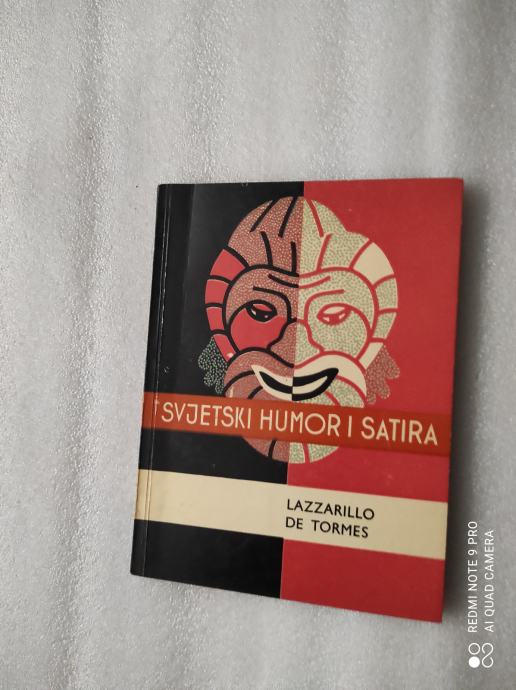 SVJETSKI HUMOR I SATIRA
LAZZARILLO
DE TORMES
REDMI NOTE 9 PRO
AI QUAD CAMERA